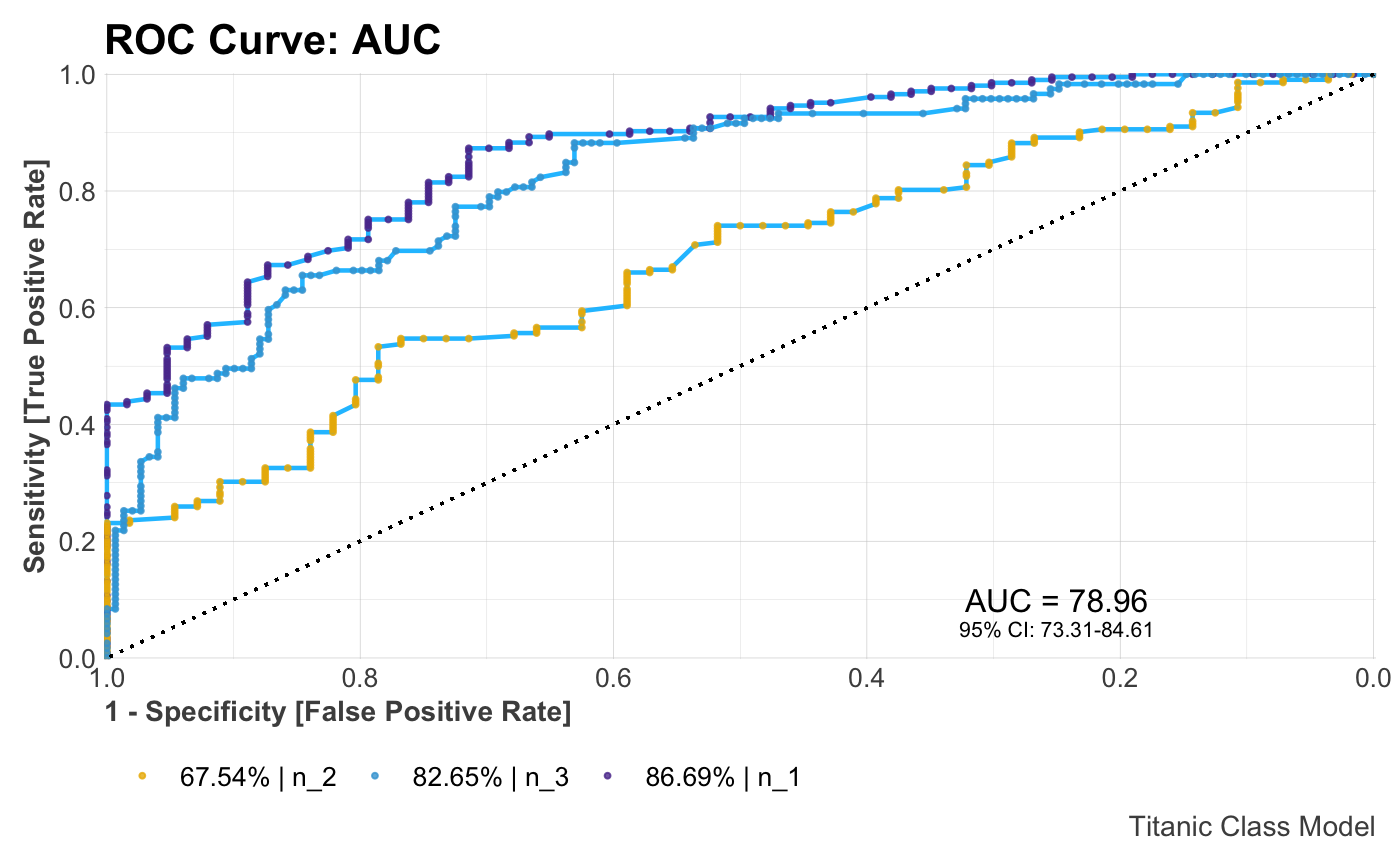 ROC Curve: AUC
Sensitivity [True Positive Rate]
1.0
0.8
0.6
0.4
0.2
0.0
AUC = 78.96
95% CI: 73.31-84.61
1.0 0.8 0.6 0.4 0.2 0.0
1 - Specificity [False Positive Rate]
67.54% | n_2 82.65% | n_3 86.69% | n_1
Titanic Class Model